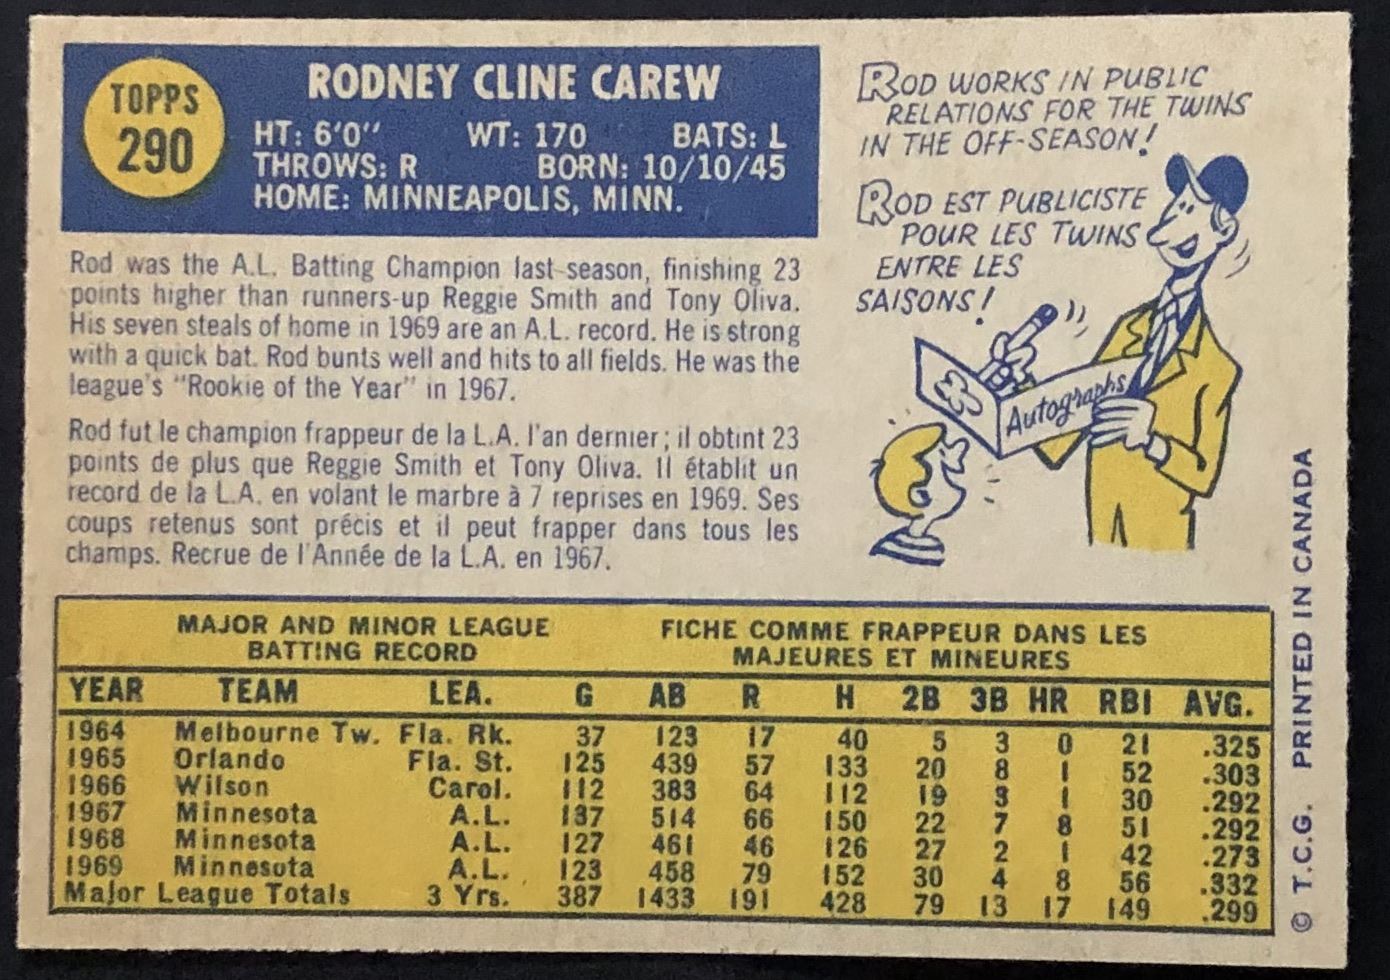 TOPPS
290
RODNEY CLINE CAREW
HT: 6'0" WT: 170 BATS: L
THROWS: R BORN: 10/10/45
HOME: MINNEAPOLIS, MINN.
Rod was the A.L. Batting Champion last season, finishing 23
points higher than runners-up Reggie Smith and Tony Oliva.
His seven steals of home in 1969 are an A.L. record. He is strong
with a quick bat. Rod bunts well and hits to all fields. He was the
league's "Rookie of the Year" in 1967.
Rod fut le champion frappeur de la L.A. l'an dernier; il obtint 23
points de plus que Reggie Smith et Tony Oliva. Il établit un
record de la L.A. en volant le marbre à 7 reprises en 1969. Ses
coups retenus sont précis et il peut frapper dans tous les
champs. Recrue de l'Année de la L.A. en 1967.
ROD WORKS IN PUBLIC
RELATIONS FOR THE TWINS
IN THE OFF-SEASON!
ROD EST PUBLICISTE
POUR LES TWINS
ENTRE LES
SAISONS!
Autographs
MAJOR AND MINOR LEAGUE
BATTING RECORD
FICHE COMME FRAPPEUR DANS LES
MAJEURES ET MINEURES
YEAR TEAM LEA. G AB R H 2B 3B HR RBI AVG.
1964 Melbourne Tw. Fla. Rk. 37 123 17 40 5 3 0 21 .325
1965 Orlando Fla. St. 125 439 57 133 20 8 1 52 .303
1966 Wilson Carol. 112 383 64 112 19 3 1 30 .292
1967 Minnesota A.L. 137 514 66 150 22 7 8 51 .292
1968 Minnesota A.L. 127 461 46 126 27 2 1 42 .273
1969 Minnesota A.L. 123 458 79 152 30 4 8 56 .332
Major League Totals 3 Yrs. 387 1433 191 428 79 13 17 149 .299
© T.C.G. PRINTED IN CANADA